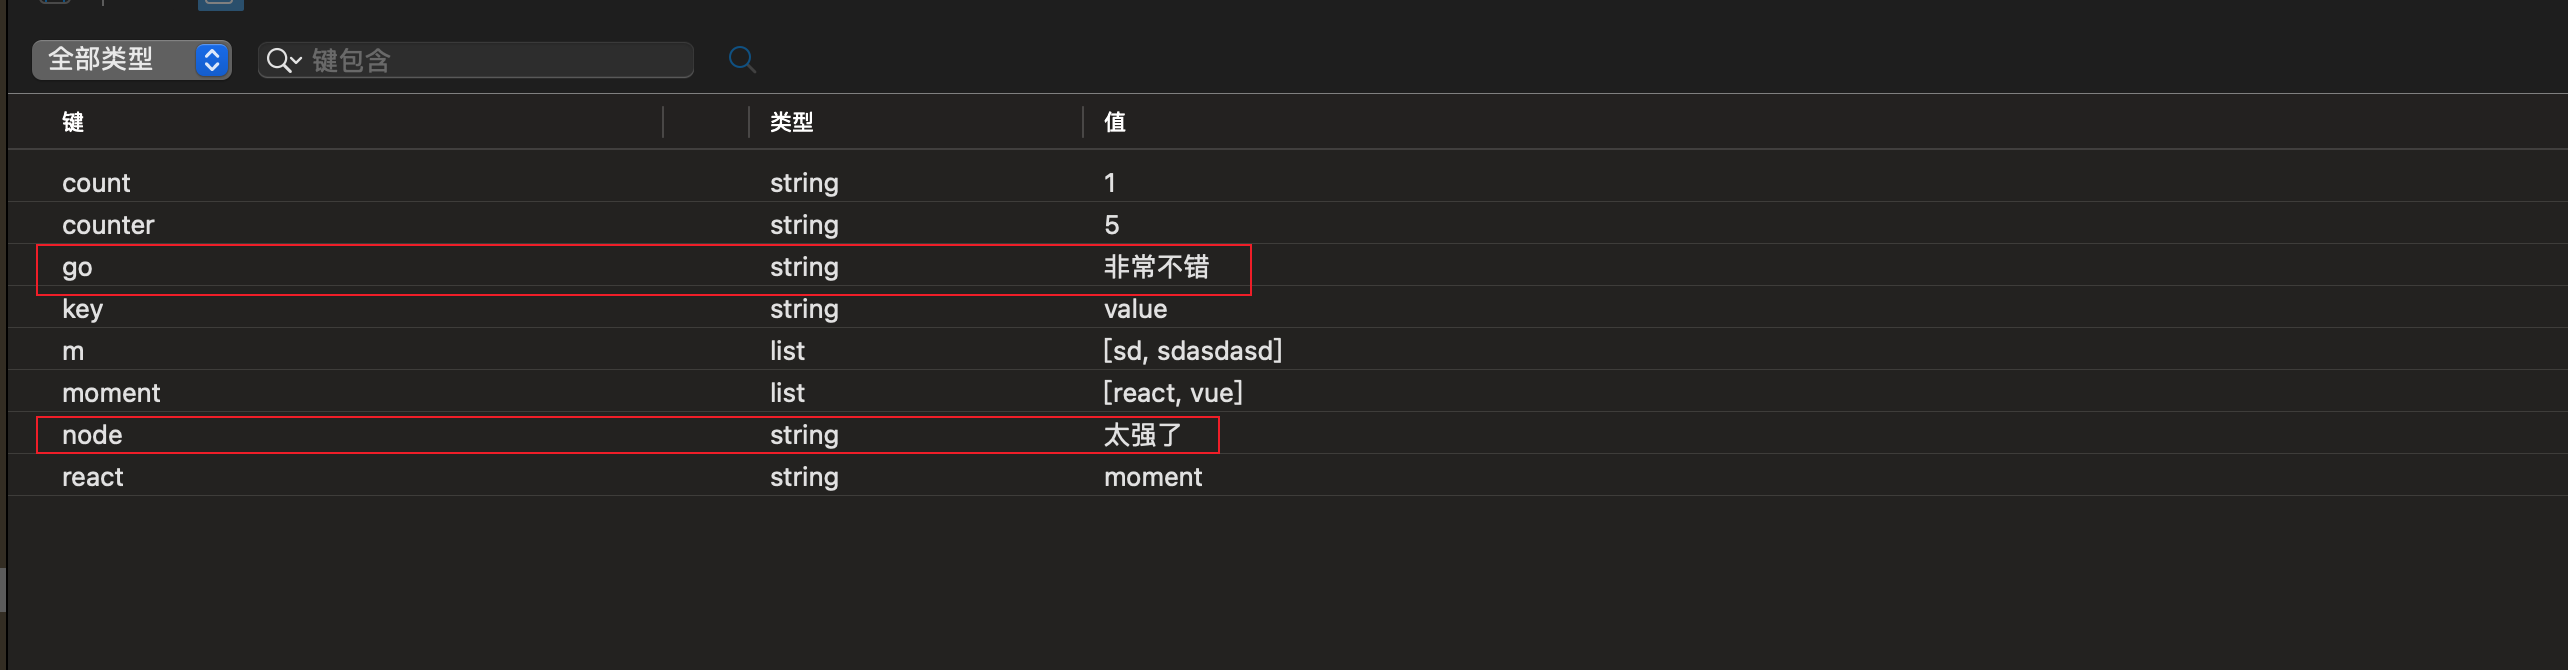 全部类型 键包含
键 类型 值
count string 1
counter string 5
go string 非常不错
key string value
m list [sd, sdasdasd]
moment list [react, vue]
node string 太强了
react string moment